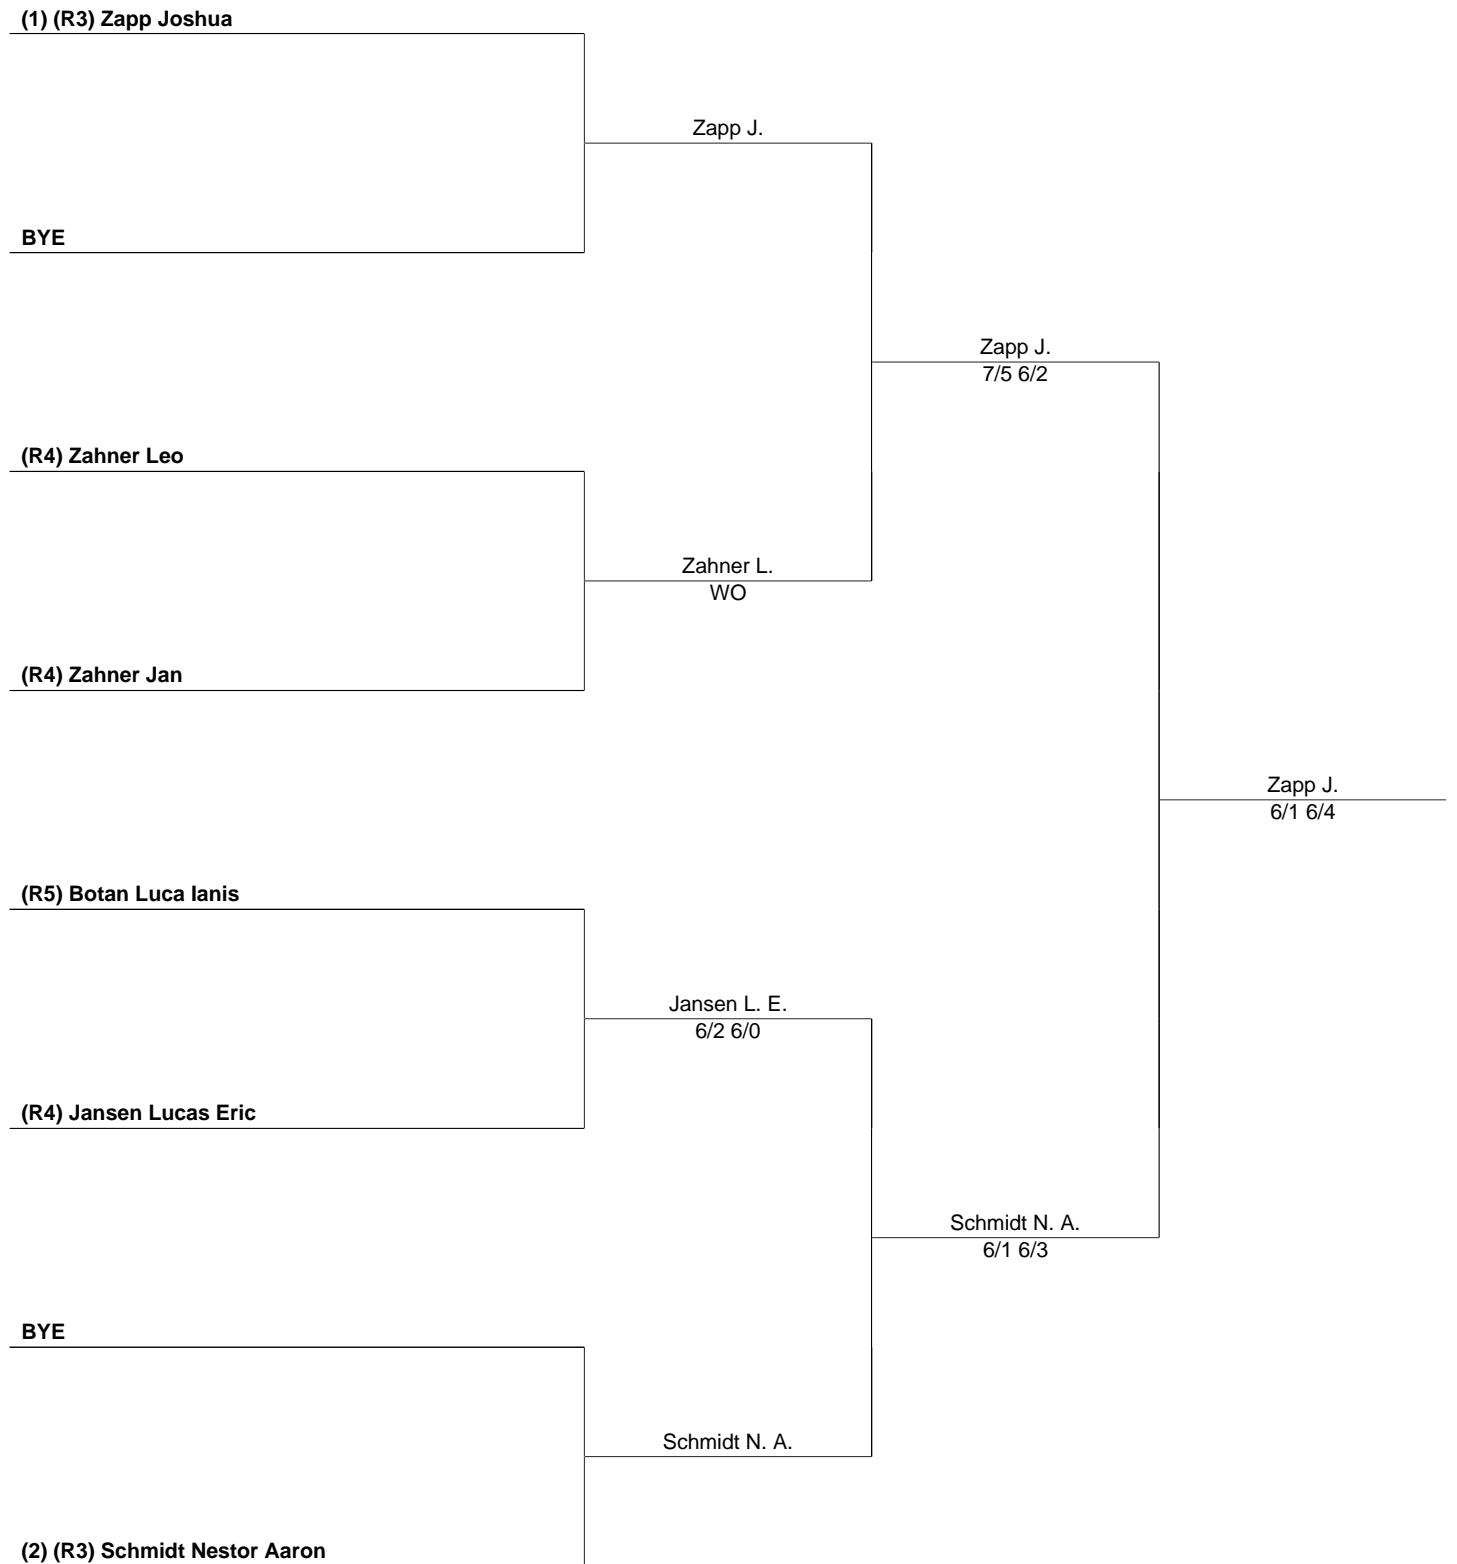 (1) (R3) Zapp Joshua
Zapp J.
BYE
Zapp J.
7/5 6/2
(R4) Zahner Leo
Zahner L.
WO
(R4) Zahner Jan
Zapp J.
6/1 6/4
(R5) Botan Luca Ianis
Jansen L. E.
6/2 6/0
(R4) Jansen Lucas Eric
Schmidt N. A.
6/1 6/3
BYE
Schmidt N. A.
(2) (R3) Schmidt Nestor Aaron